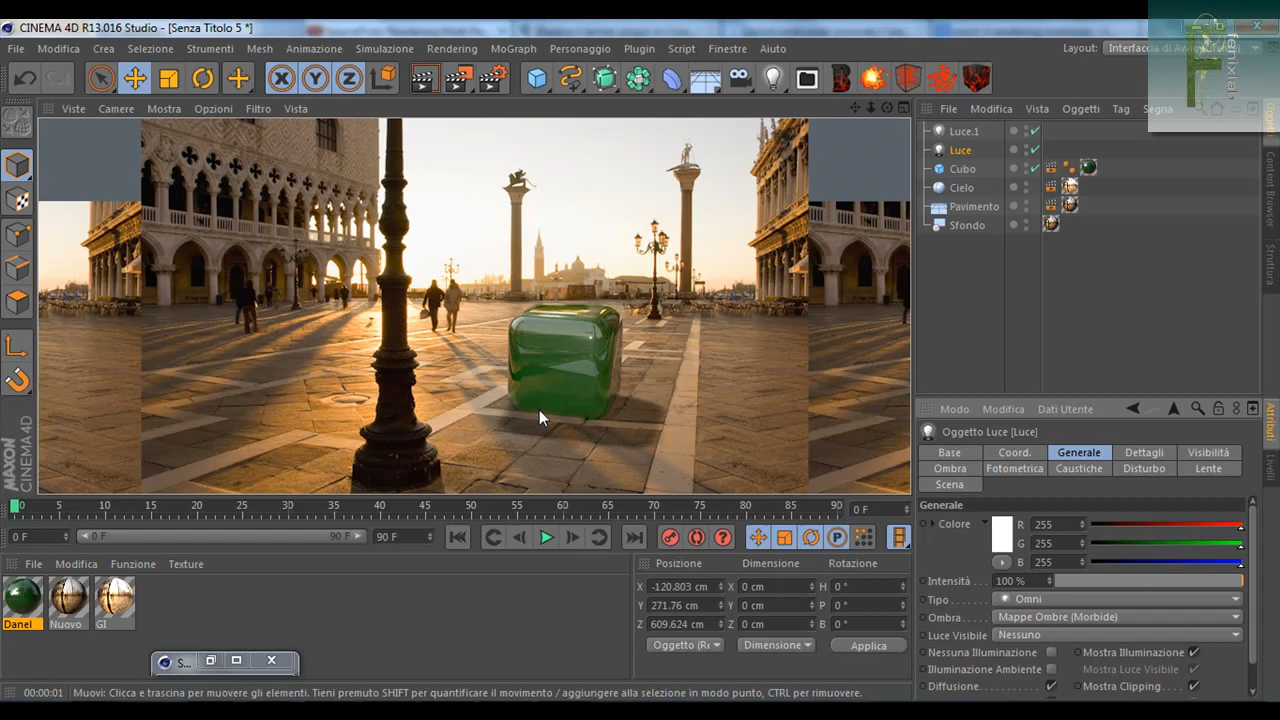 CINEMA 4D R13.016 Studio - [Senza Titolo 5 *]
File Modifica Crea Selezione Strumenti Mesh Animazione Simulazione Rendering MoGraph Personaggio Plugin Script Finestre Aiuto
Layout:
X Y Z
Viste Camere Mostra Opzioni Filtro Vista
File Modifica Vista Oggetti Tag Segna
fenixlab
Luce.1
Luce
Cubo
Cielo
Pavimento
Sfondo
Content Browser
Struttura
Attributi
Livelli
MAXON
CINEMA 4D
Modo Modifica Dati Utente
Oggetto Luce [Luce]
Base Coord. Generale Dettagli Visibilità
Ombra Fotometrica Caustiche Disturbo Lente
Scena
Generale
Colore R 255
G 255
B 255
Intensità 100 %
Tipo Omni
Ombra: Mappe Ombre (Morbide)
Luce Visibile Nessuno
Nessuna Illuminazione Mostra Illuminazione
Illuminazione Ambiente Mostra Luce Visibile
Diffusione Mostra Clipping
0 5 10 15 20 25 30 35 40 45 50 55 60 65 70 75 80 85 90 0 F
0 F 0 F 90 F 90 F
File Modifica Funzione Texture
Danel Nuovo GI
S...
Posizione Dimensione Rotazione
X -120.803 cm X 0 cm H 0 °
Y 271.76 cm Y 0 cm P 0 °
Z 609.624 cm Z 0 cm B 0 °
Oggetto (Re Dimensione Applica
00:00:01 Muovi: Clicca e trascina per muovere gli elementi. Tieni premuto SHIFT per quantificare il movimento / aggiungere alla selezione in modo punto, CTRL per rimuovere.